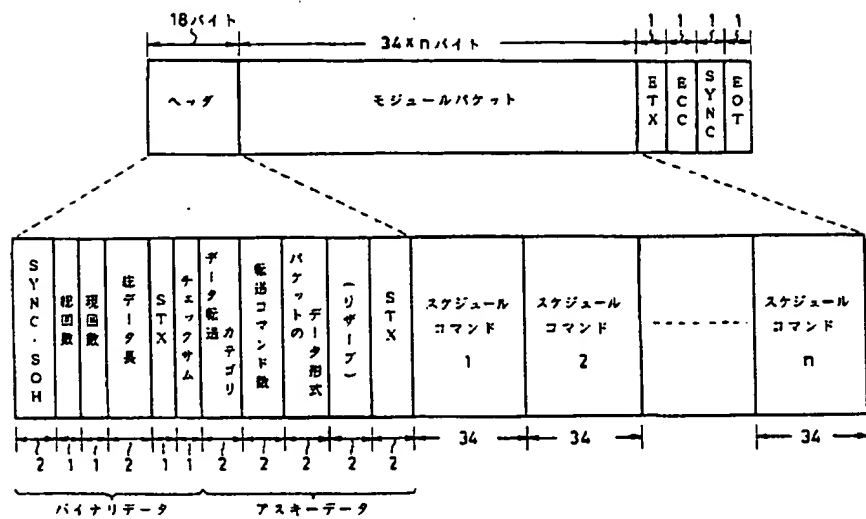 18バイト
34×nバイト
1 1 1 1
ヘッダ
モジュールパケット
ETX
ECC
SYNC
EOT
SYNC・SOH
総回数
現回数
注データ長
STX
チェックサム
データ転送
カテゴリ
転送コマンド数
パケットの
データ形式
(リザーブ)
STX
スケジュール
コマンド
1
スケジュール
コマンド
2
スケジュール
コマンド
n
2 1 1 2 1 1 2 2 2 2 2 34 34 34
バイナリデータ
アスキーデータ